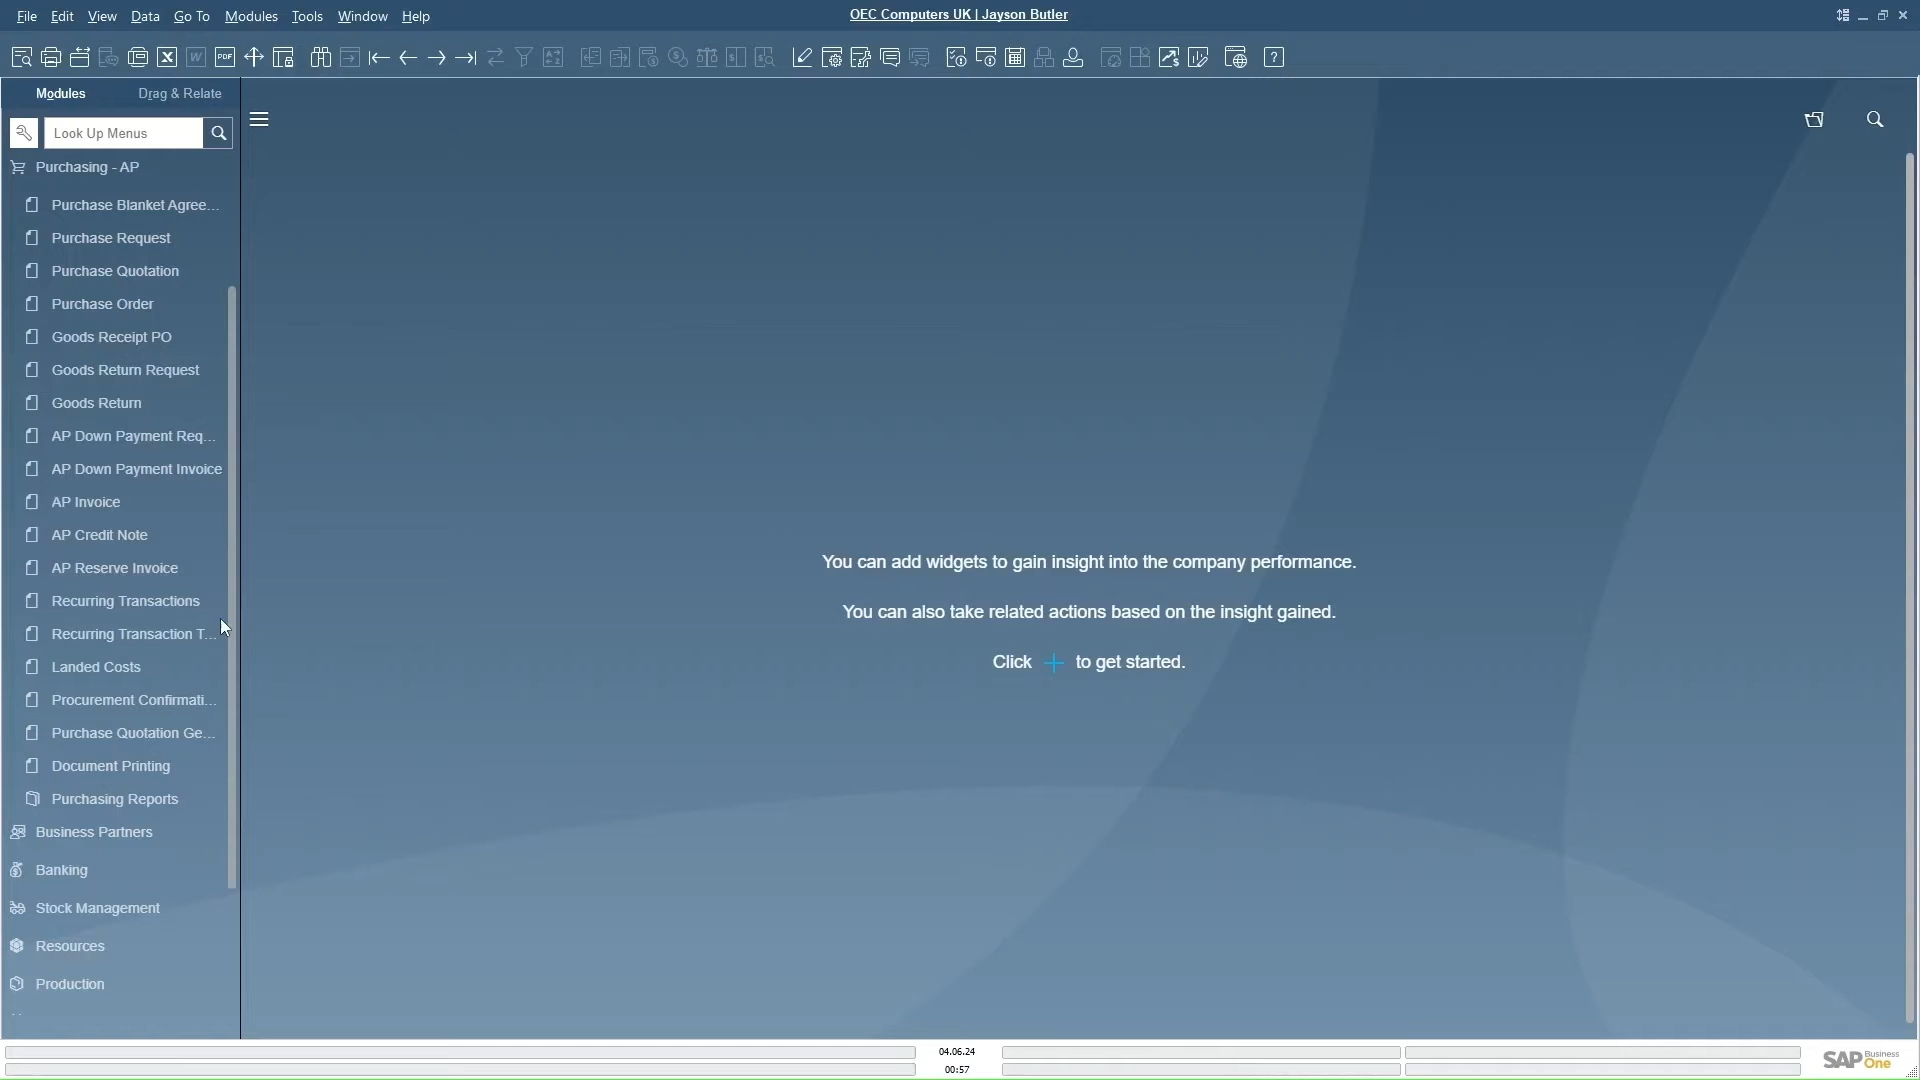 File Edit View Data Go To Modules Tools Window Help
OEC Computers UK | Jayson Butler
Modules Drag & Relate
Look Up Menus
Purchasing - AP
Purchase Blanket Agree...
Purchase Request
Purchase Quotation
Purchase Order
Goods Receipt PO
Goods Return Request
Goods Return
AP Down Payment Req...
AP Down Payment Invoice
AP Invoice
AP Credit Note
AP Reserve Invoice
Recurring Transactions
Recurring Transaction T...
Landed Costs
Procurement Confirmati...
Purchase Quotation Ge...
Document Printing
Purchasing Reports
Business Partners
Banking
Stock Management
Resources
Production
You can add widgets to gain insight into the company performance.
You can also take related actions based on the insight gained.
Click + to get started.
04.06.24
00:57
SAP Business One